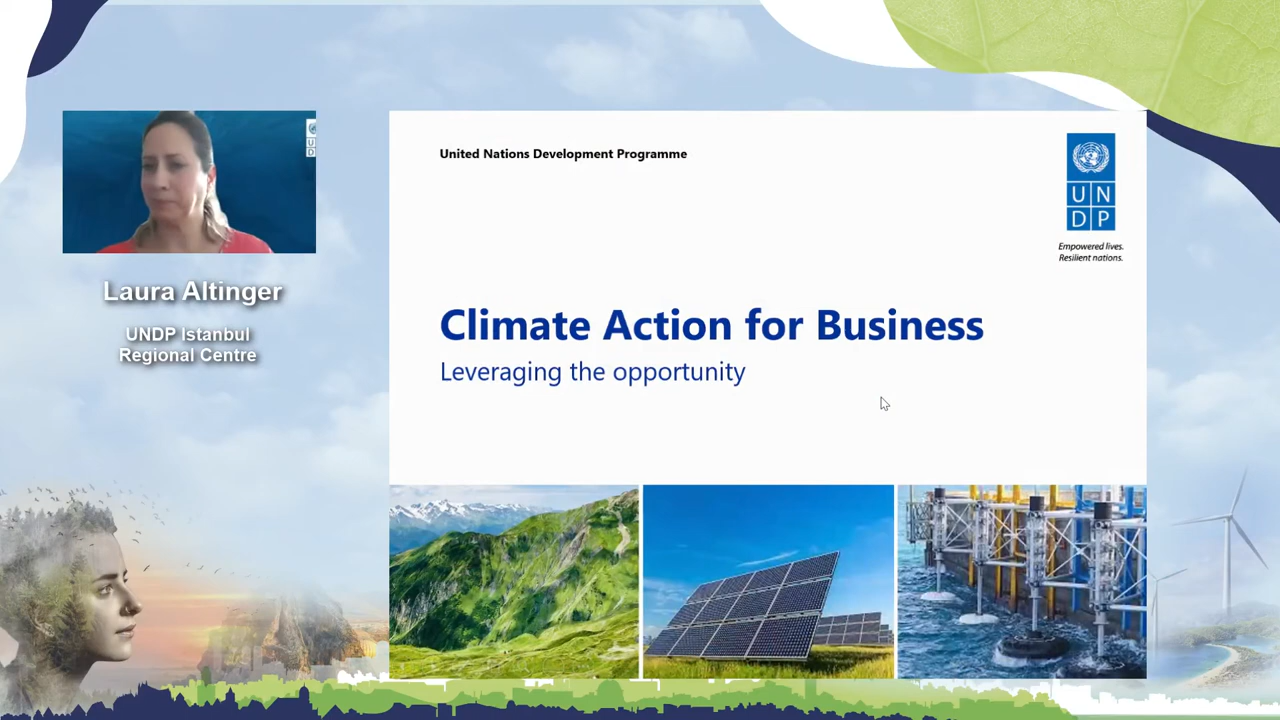 United Nations Development Programme
U N
D P
Empowered lives.
Resilient nations.
U
D
Laura Altinger
UNDP Istanbul
Regional Centre
Climate Action for Business
Leveraging the opportunity